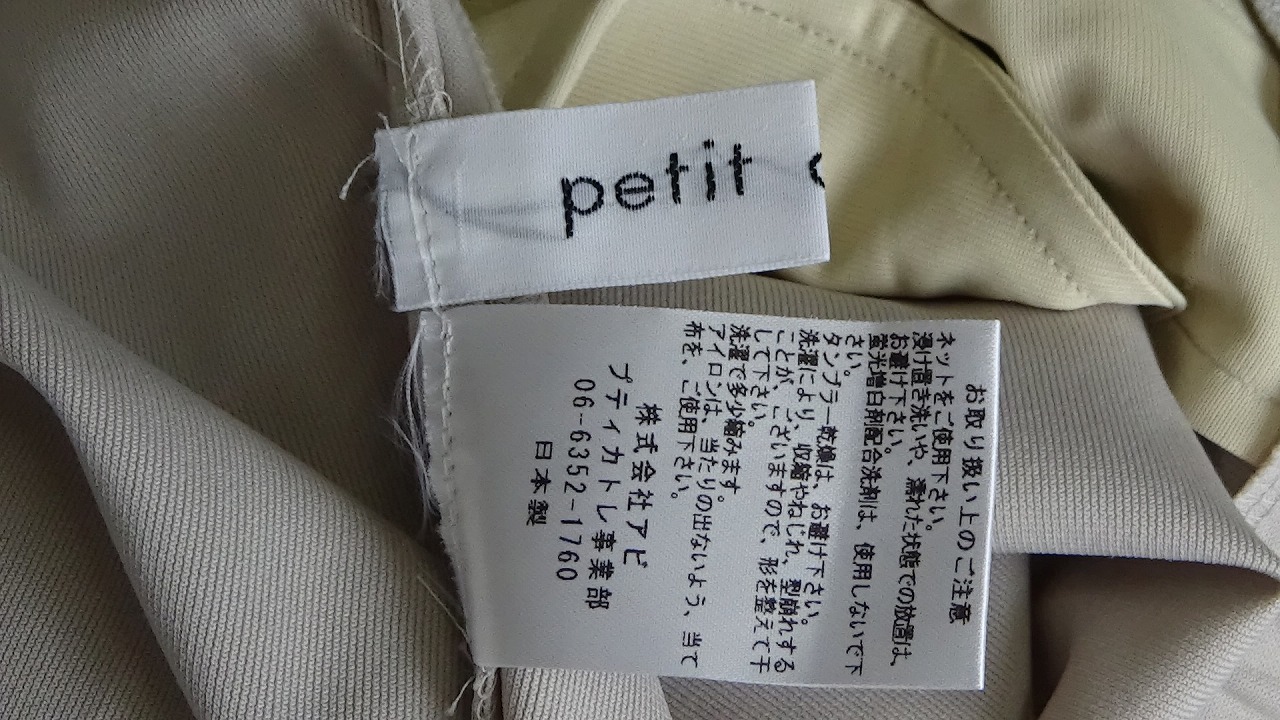 petit
お取り扱い上のご注意
ネットをご使用下さい。
浸け置き洗いや、濡れた状態での放置は、
お避け下さい。
蛍光増白剤配合洗剤は、使用しないで下
さい。
タンブラー乾燥は、お避け下さい。
洗濯により、収縮やねじれ、型崩れする
ことが、ございますので、形を整えて干
して下さい。
洗濯で多少縮みます。
アイロンは、当たりの出ないよう、当て
布を、ご使用下さい。
株式会社アビ
プティカトレ事業部
06-6352-1760
日本製